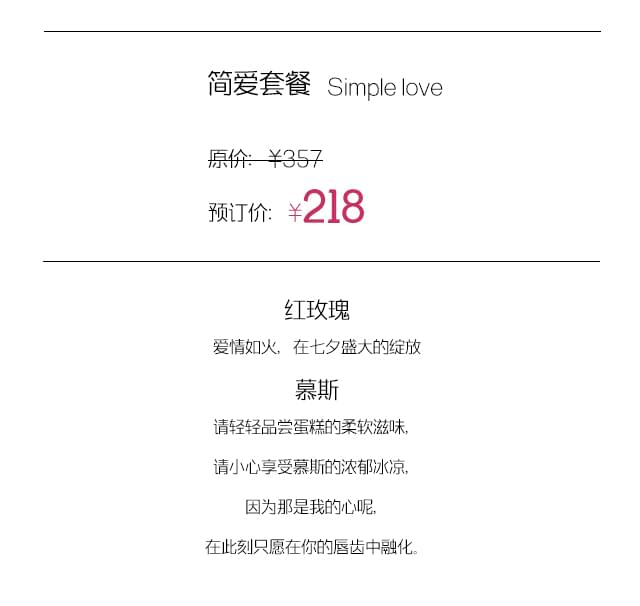 简爱套餐 Simple love
原价: ¥357
预订价: ¥218
红玫瑰
爱情如火, 在七夕盛大的绽放
慕斯
请轻轻品尝蛋糕的柔软滋味,
请小心享受慕斯的浓郁冰凉,
因为那是我的心呢,
在此刻只愿在你的唇齿中融化。